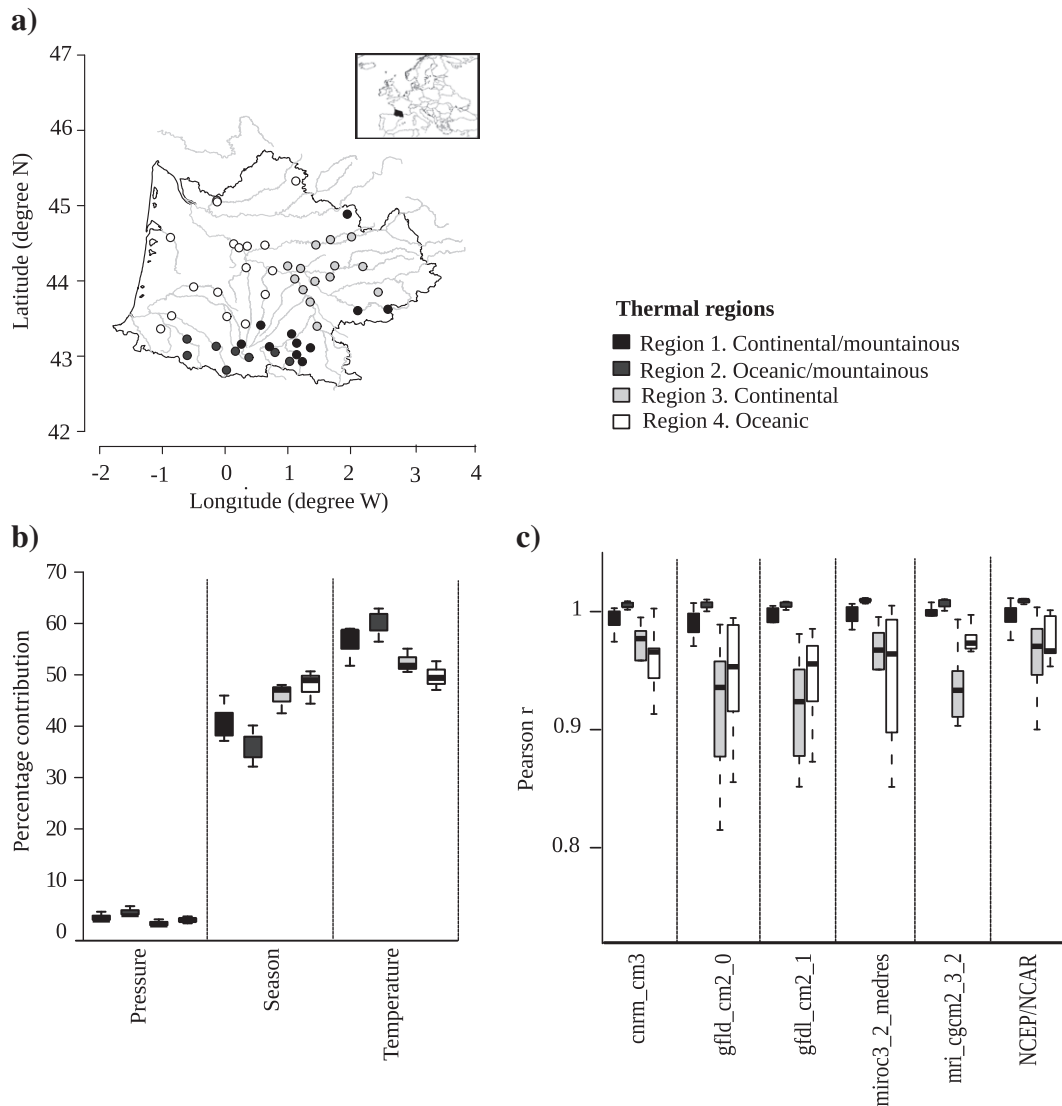 a)
47
46
45
44
43
42
Latitude (degree N)
-2 -1 0 1 2 3 4
Longitude (degree W)
Thermal regions
Region 1. Continental/mountainous
Region 2. Oceanic/mountainous
Region 3. Continental
Region 4. Oceanic
b)
70
60
50
40
30
20
10
0
Percentage contribution
Pressure
Season
Temperature
c)
1
0.9
0.8
Pearson r
cnrm_cm3
gfld_cm2_0
gfdl_cm2_1
miroc3_2_medres
mri_cgcm2_3_2
NCEP/NCAR